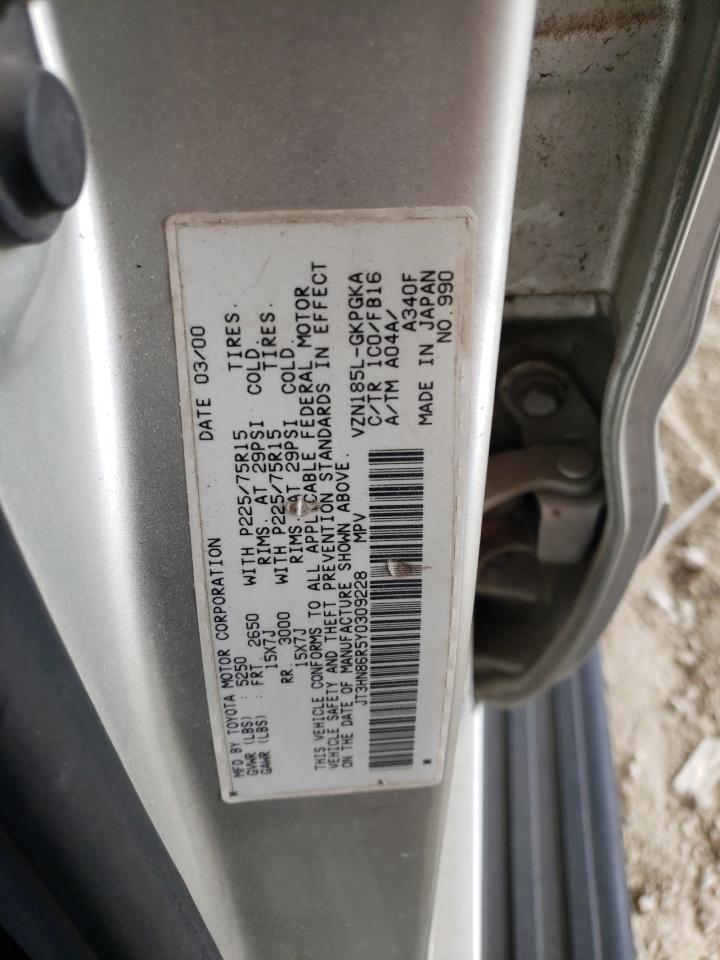 MFD BY TOYOTA MOTOR CORPORATION DATE 03/00
GVWR (LBS) : 5250
GAWR (LBS) FRT. 2650 WITH P225/75R15 TIRES.
15X7J RIMS. AT 29PSI COLD.
RR. 3000 WITH P225/75R15 TIRES.
15X7J RIMS. AT 29PSI COLD.
THIS VEHICLE CONFORMS TO ALL APPLICABLE FEDERAL MOTOR
VEHICLE SAFETY AND THEFT PREVENTION STANDARDS IN EFFECT
ON THE DATE OF MANUFACTURE SHOWN ABOVE.
JT3HN86R5Y0309228 MPV
VZN185L-GKPGKA
C/TR 1C0/FB16
A/TM A04A/
A340F
MADE IN JAPAN
NO.990